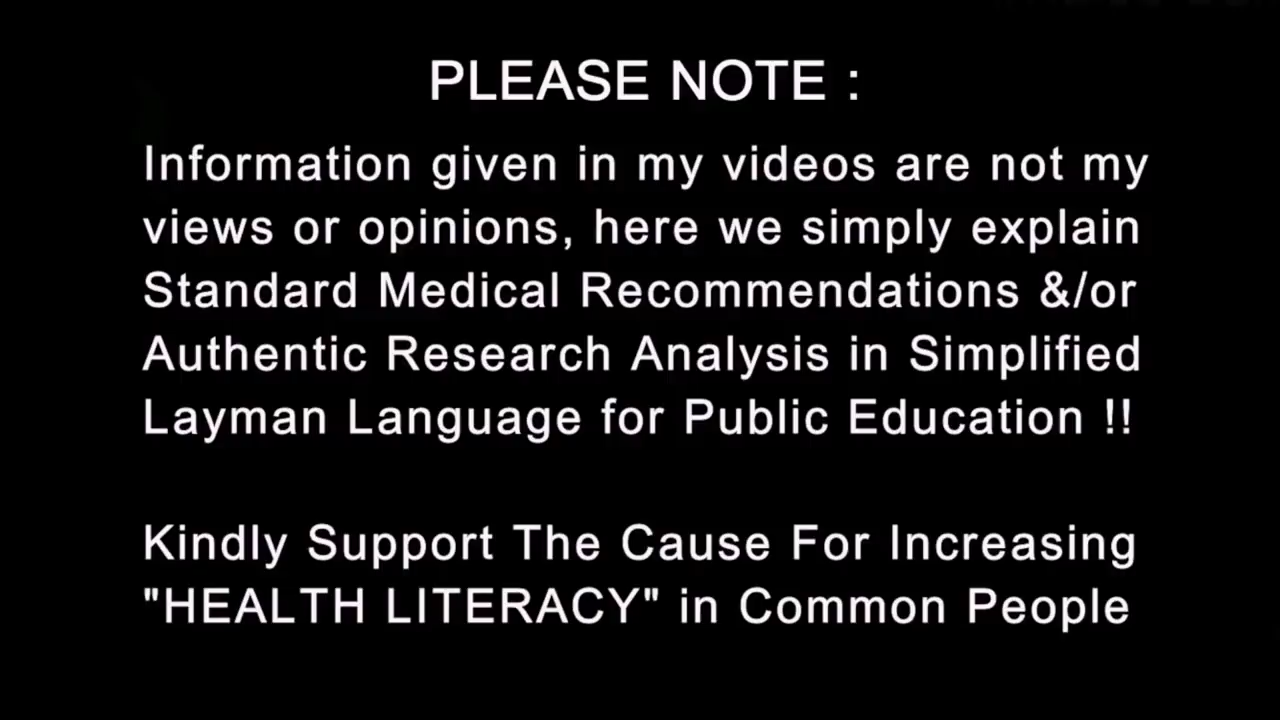 PLEASE NOTE :
Information given in my videos are not my
views or opinions, here we simply explain
Standard Medical Recommendations &/or
Authentic Research Analysis in Simplified
Layman Language for Public Education !!
Kindly Support The Cause For Increasing
"HEALTH LITERACY" in Common People